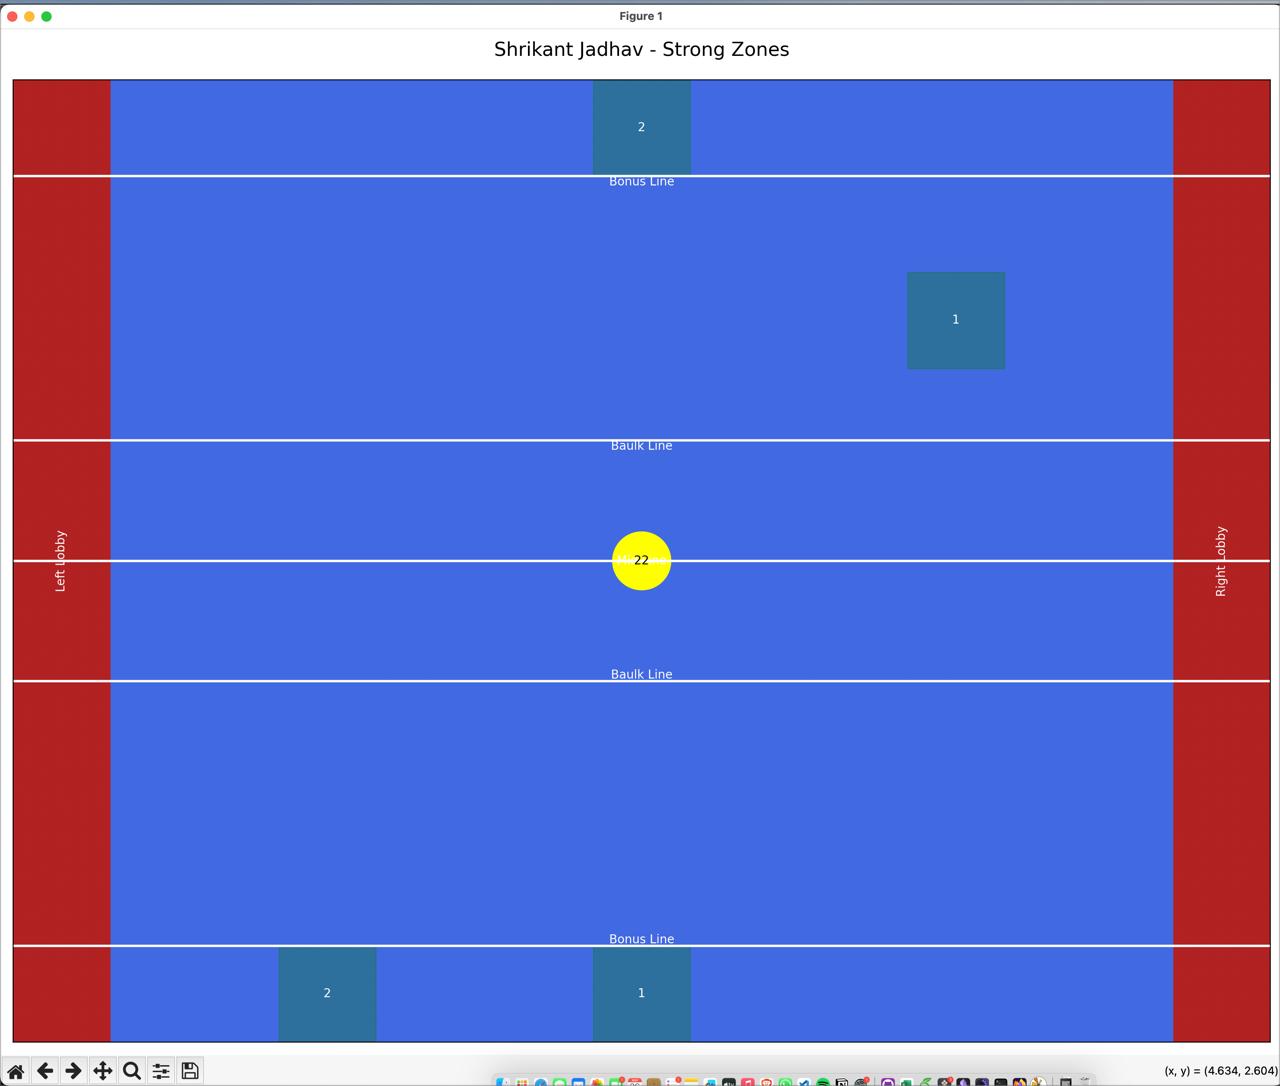 Figure 1
Shrikant Jadhav - Strong Zones
2
Bonus Line
1
Baulk Line
Left Lobby
22
Right Lobby
Baulk Line
Bonus Line
2
1
(x, y) = (4.634, 2.604)